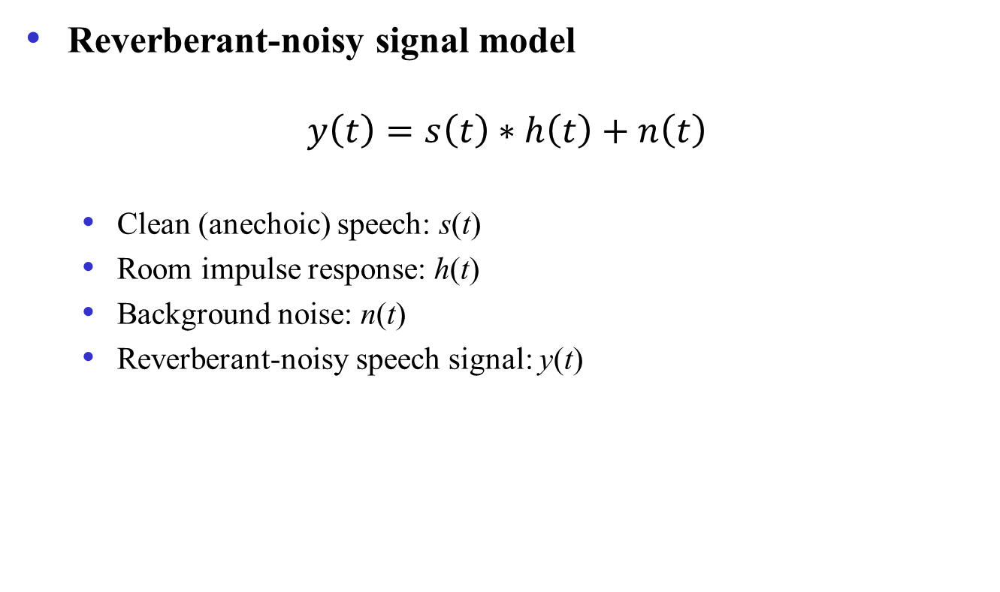 • Reverberant-noisy signal model
y(t) = s(t) ∗ h(t) + n(t)
• Clean (anechoic) speech: s(t)
• Room impulse response: h(t)
• Background noise: n(t)
• Reverberant-noisy speech signal: y(t)